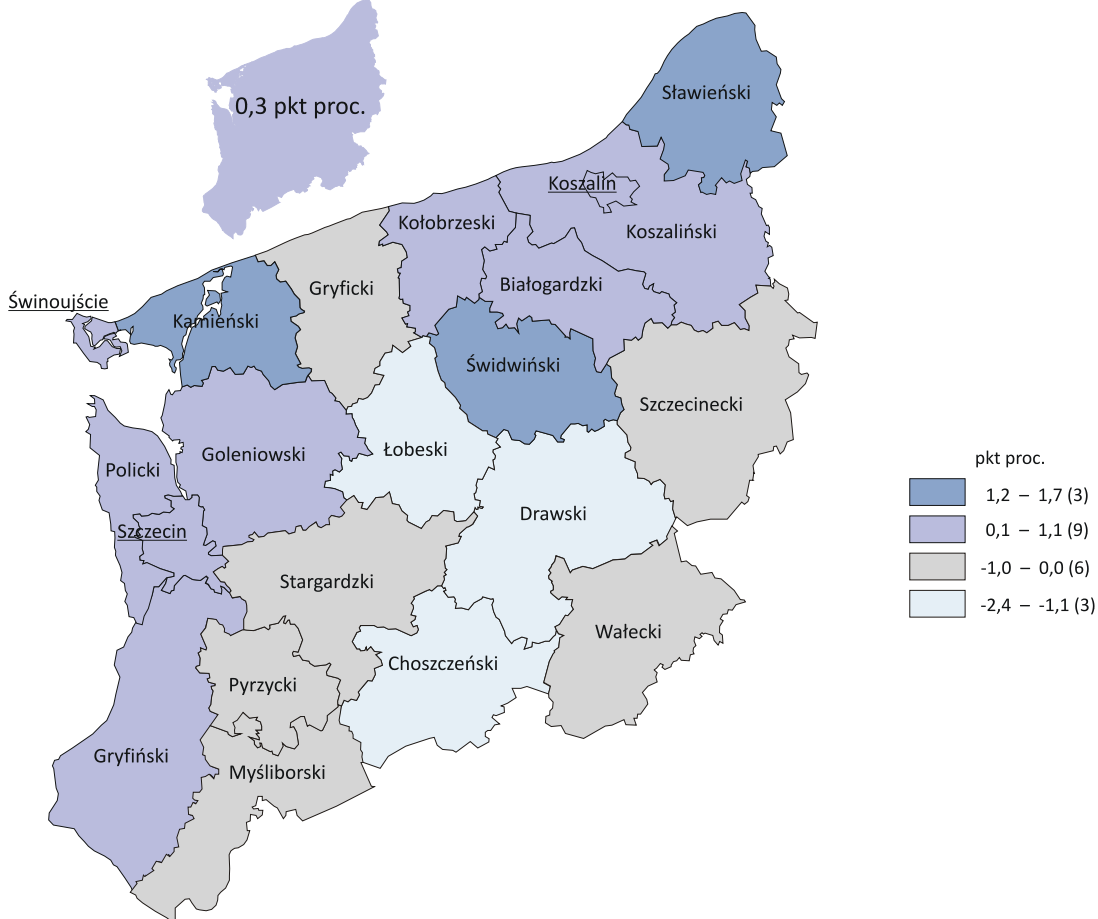 0,3 pkt proc.
Sławieński
Koszalin
Kołobrzeski
Koszaliński
Białogardzki
Gryficki
Świnoujście
Kamieński
Świdwiński
Szczecinecki
Łobeski
Goleniowski
Policki
Drawski
Szczecin
Stargardzki
Wałecki
Choszczeński
Pyrzycki
Gryfiński
Myśliborski
pkt proc.
1,2 – 1,7 (3)
0,1 – 1,1 (9)
-1,0 – 0,0 (6)
-2,4 – -1,1 (3)